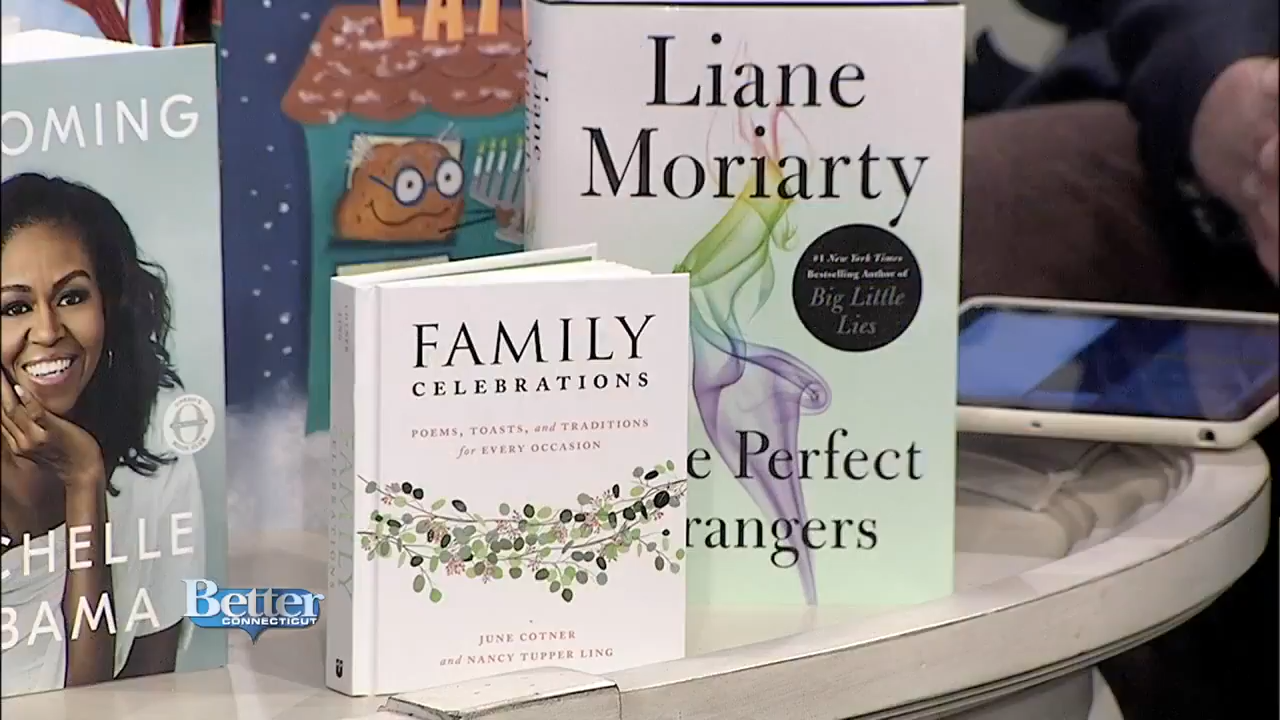 OMING
CHELLE
BAMA
Liane
Moriarty
#1 New York Times
Bestselling Author of
Big Little
Lies
e Perfect
rangers
FAMILY
CELEBRATIONS
POEMS, TOASTS, and TRADITIONS
for EVERY OCCASION
JUNE COTNER
and NANCY TUPPER LING
Better
CONNECTICUT